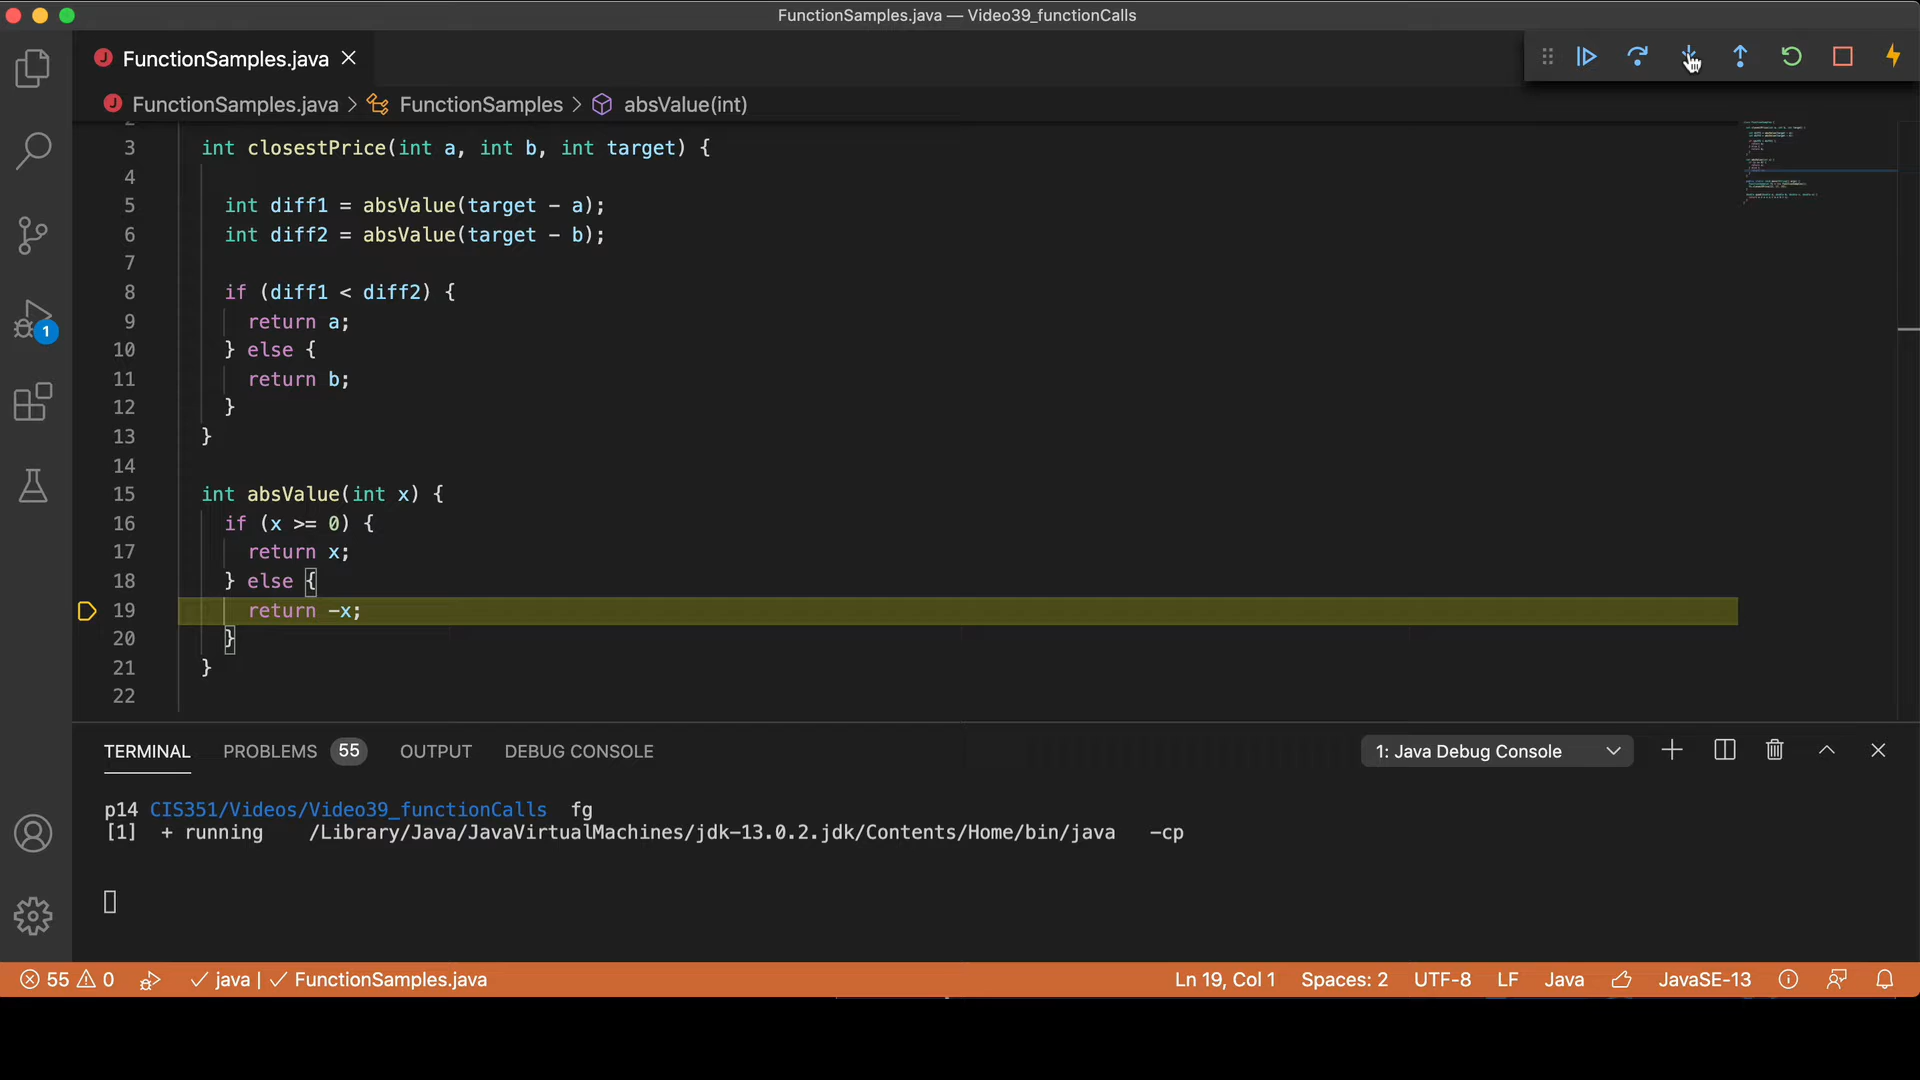 FunctionSamples.java — Video39_functionCalls
J FunctionSamples.java
J FunctionSamples.java > FunctionSamples > absValue(int)
3 int closestPrice(int a, int b, int target) {
4
5 int diff1 = absValue(target - a);
6 int diff2 = absValue(target - b);
7
8 if (diff1 < diff2) {
9 return a;
10 } else {
11 return b;
12 }
13 }
14
15 int absValue(int x) {
16 if (x >= 0) {
17 return x;
18 } else {
19 return -x;
20 }
21 }
22
1
TERMINAL PROBLEMS 55 OUTPUT DEBUG CONSOLE 1: Java Debug Console
p14 CIS351/Videos/Video39_functionCalls fg
[1] + running /Library/Java/JavaVirtualMachines/jdk-13.0.2.jdk/Contents/Home/bin/java -cp
55 0 java | FunctionSamples.java Ln 19, Col 1 Spaces: 2 UTF-8 LF Java JavaSE-13